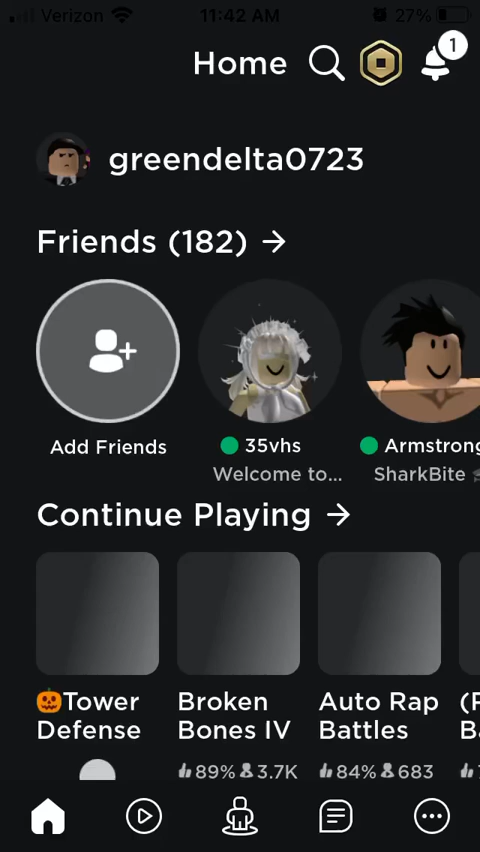 Verizon 11:42 AM 27%
Home 1
greendelta0723
Friends (182)
Add Friends
35vhs
Armstrong
Welcome to...
SharkBite
Continue Playing
Tower Defense
Broken Bones IV
Auto Rap Battles
89% 3.7K
84% 683